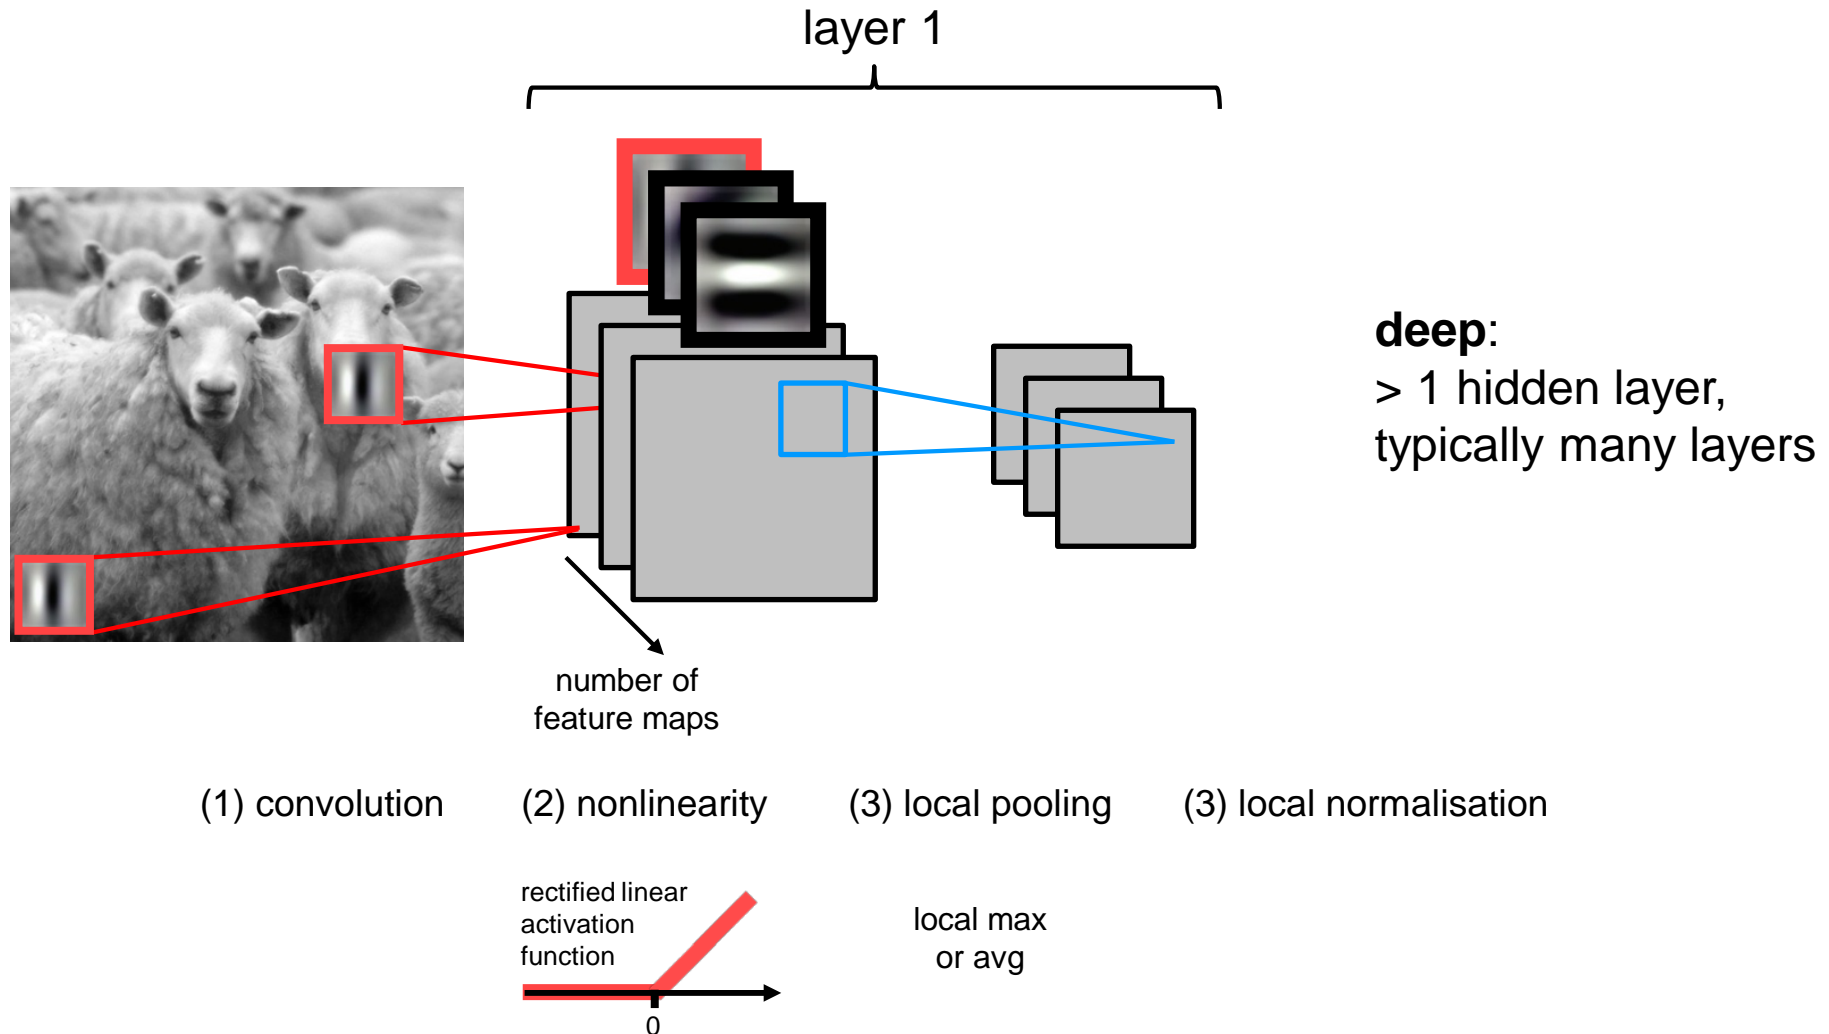 layer 1
deep:
> 1 hidden layer,
typically many layers
number of
feature maps
(1) convolution
(2) nonlinearity
(3) local pooling
(3) local normalisation
rectified linear
activation
function
0
local max
or avg